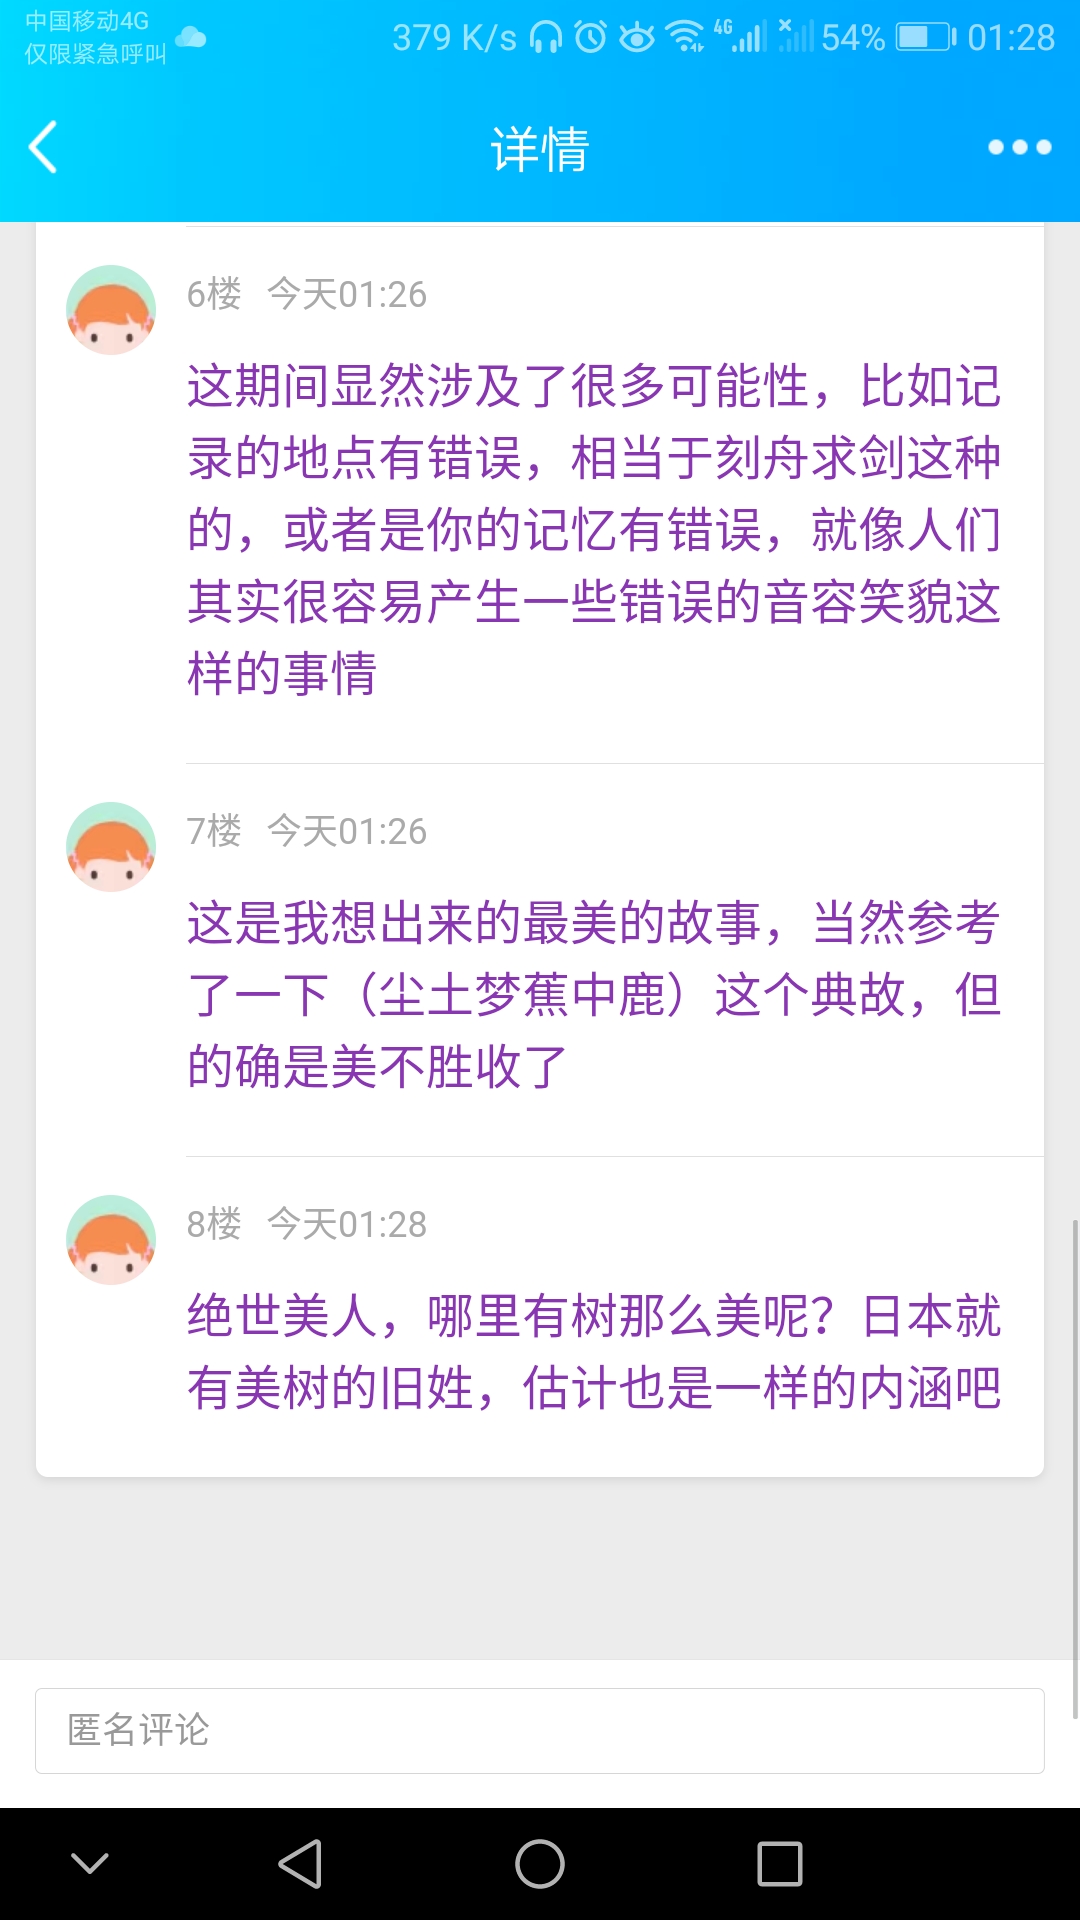 中国移动4G
仅限紧急呼叫
379 K/s
4G
54%
01:28
详情
6楼 今天01:26
这期间显然涉及了很多可能性，比如记
录的地点有错误，相当于刻舟求剑这种
的，或者是你的记忆有错误，就像人们
其实很容易产生一些错误的音容笑貌这
样的事情
7楼 今天01:26
这是我想出来的最美的故事，当然参考
了一下（尘土梦蕉中鹿）这个典故，但
的确是美不胜收了
8楼 今天01:28
绝世美人，哪里有树那么美呢？日本就
有美树的旧姓，估计也是一样的内涵吧
匿名评论